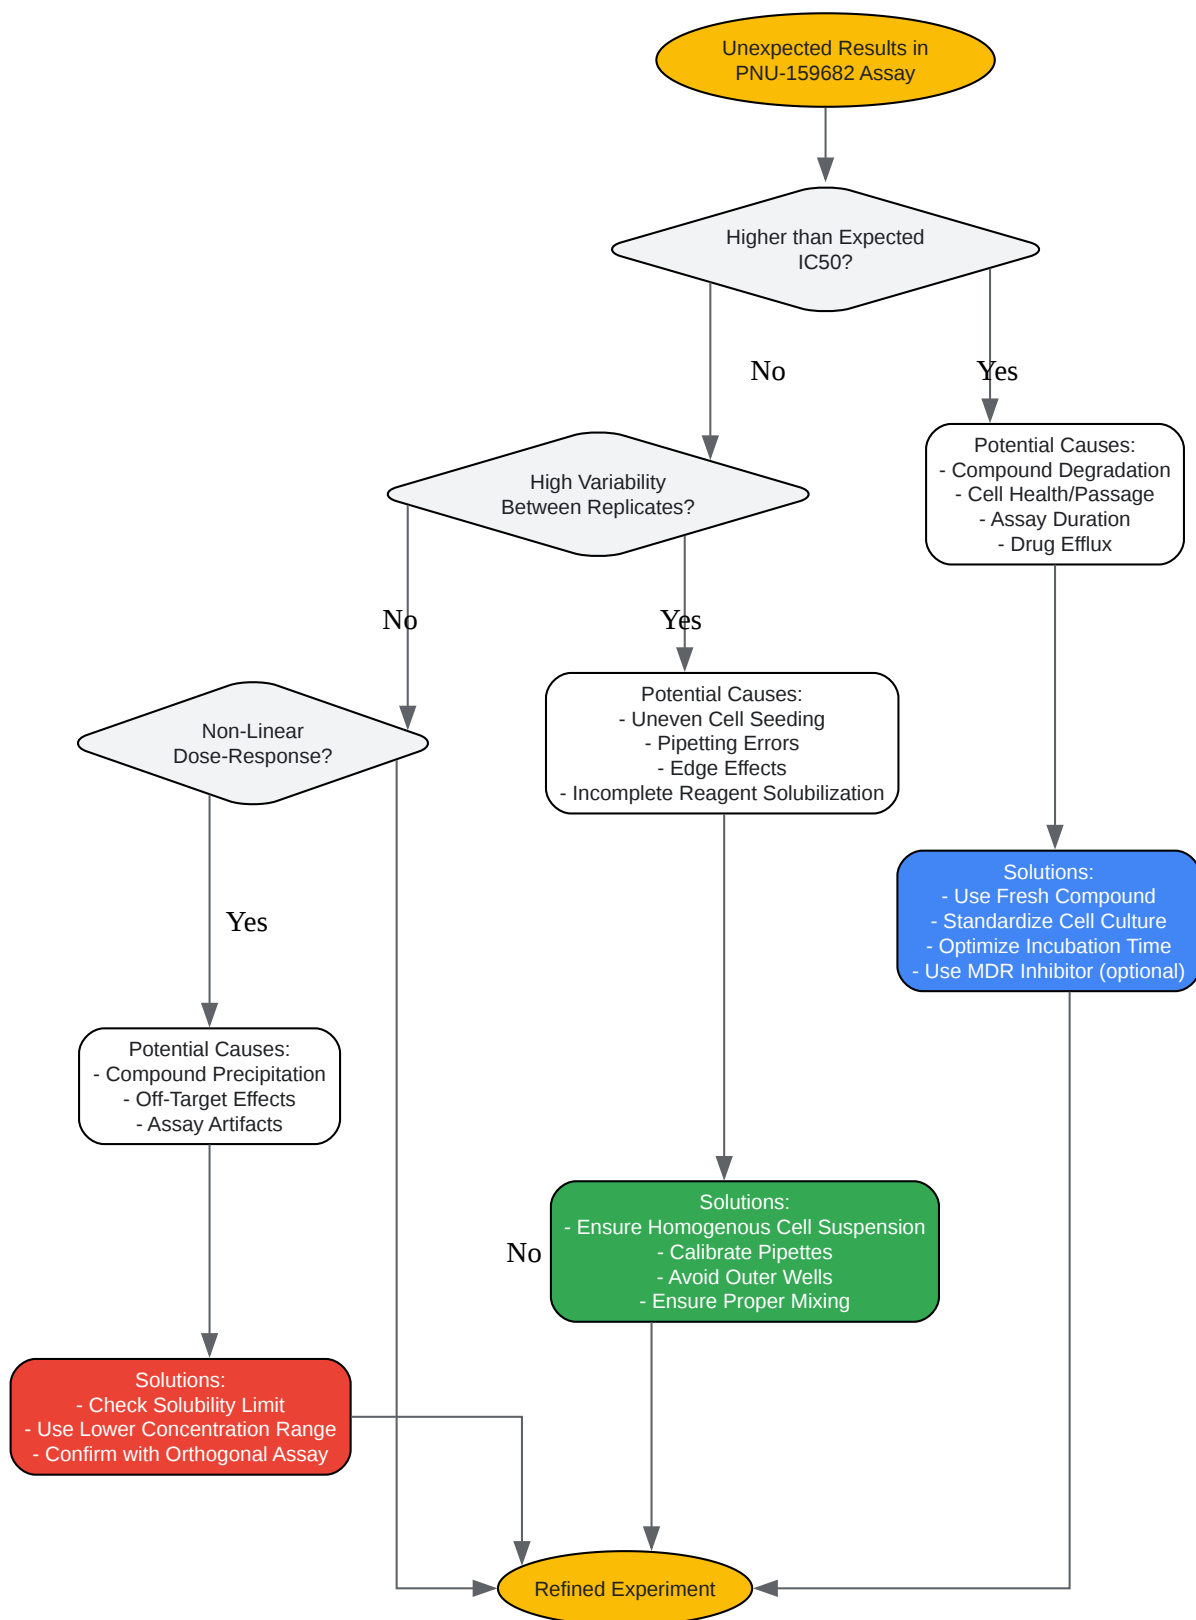 Unexpected Results in
PNU-159682 Assay
Higher than Expected
IC50?
No
Yes
High Variability
Between Replicates?
Potential Causes:
- Compound Degradation
- Cell Health/Passage
- Assay Duration
- Drug Efflux
No
Yes
Non-Linear
Dose-Response?
Potential Causes:
- Uneven Cell Seeding
- Pipetting Errors
- Edge Effects
- Incomplete Reagent Solubilization
Solutions:
- Use Fresh Compound
- Standardize Cell Culture
- Optimize Incubation Time
- Use MDR Inhibitor (optional)
Yes
Potential Causes:
- Compound Precipitation
- Off-Target Effects
- Assay Artifacts
No
Solutions:
- Ensure Homogenous Cell Suspension
- Calibrate Pipettes
- Avoid Outer Wells
- Ensure Proper Mixing
Solutions:
- Check Solubility Limit
- Use Lower Concentration Range
- Confirm with Orthogonal Assay
Refined Experiment